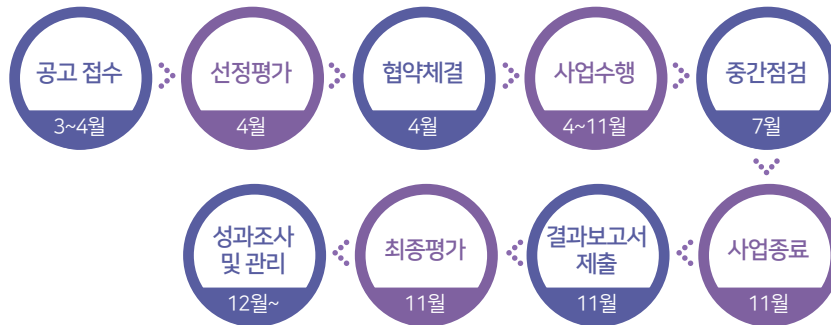 공고 접수
3~4월
선정평가
4월
협약체결
4월
사업수행
4~11월
중간점검
7월
사업종료
11월
결과보고서
제출
11월
최종평가
11월
성과조사
및 관리
12월~